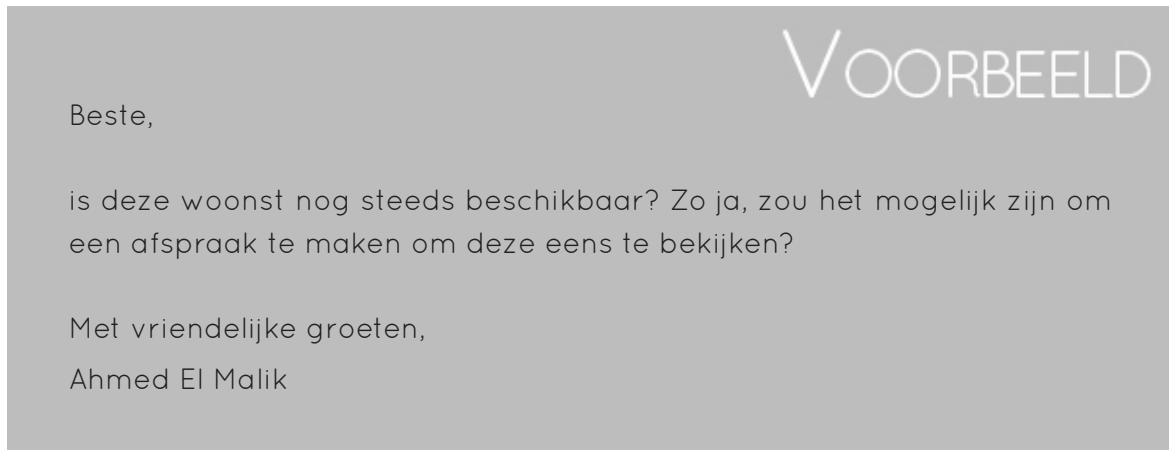 VOORBEELD
Beste,
is deze woonst nog steeds beschikbaar? Zo ja, zou het mogelijk zijn om
een afspraak te maken om deze eens te bekijken?
Met vriendelijke groeten,
Ahmed El Malik